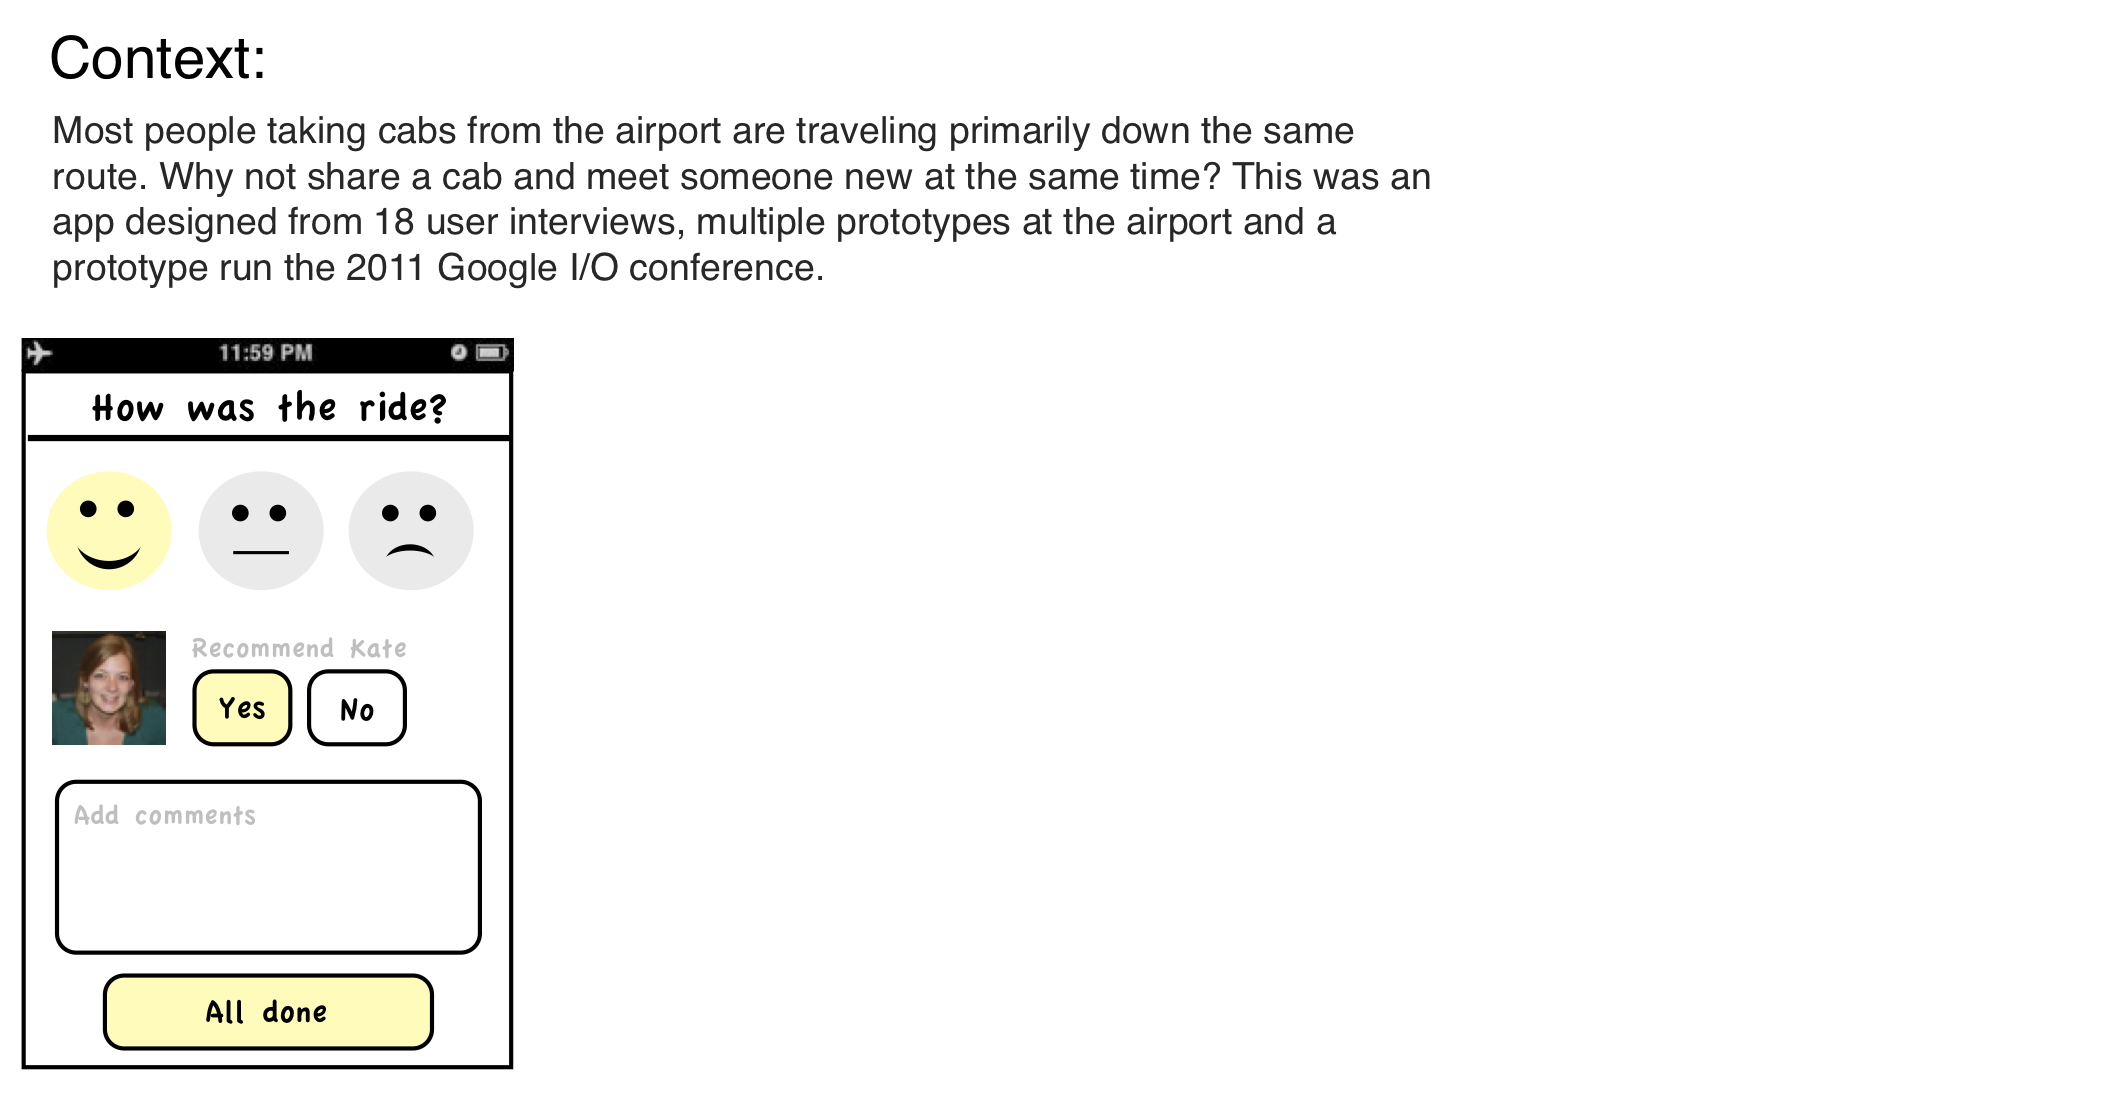 Context:
Most people taking cabs from the airport are traveling primarily down the same
route. Why not share a cab and meet someone new at the same time? This was an
app designed from 18 user interviews, multiple prototypes at the airport and a
prototype run the 2011 Google I/O conference.
11:59 PM
How was the ride?
Recommend Kate
Yes No
Add comments
All done